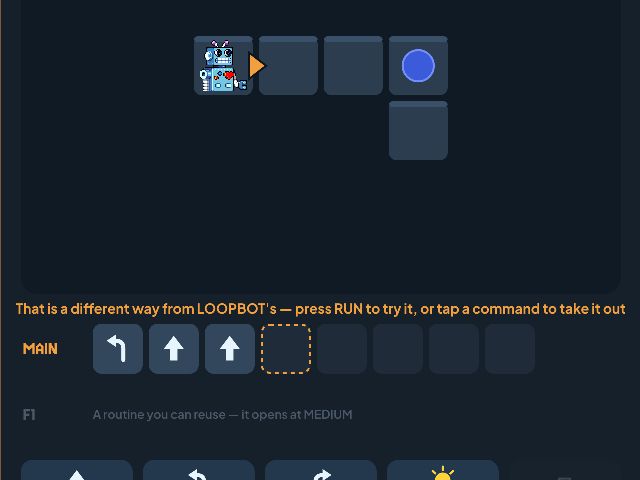 That is a different way from LOOPBOT's — press RUN to try it, or tap a command to take it out
MAIN
F1
A routine you can reuse — it opens at MEDIUM